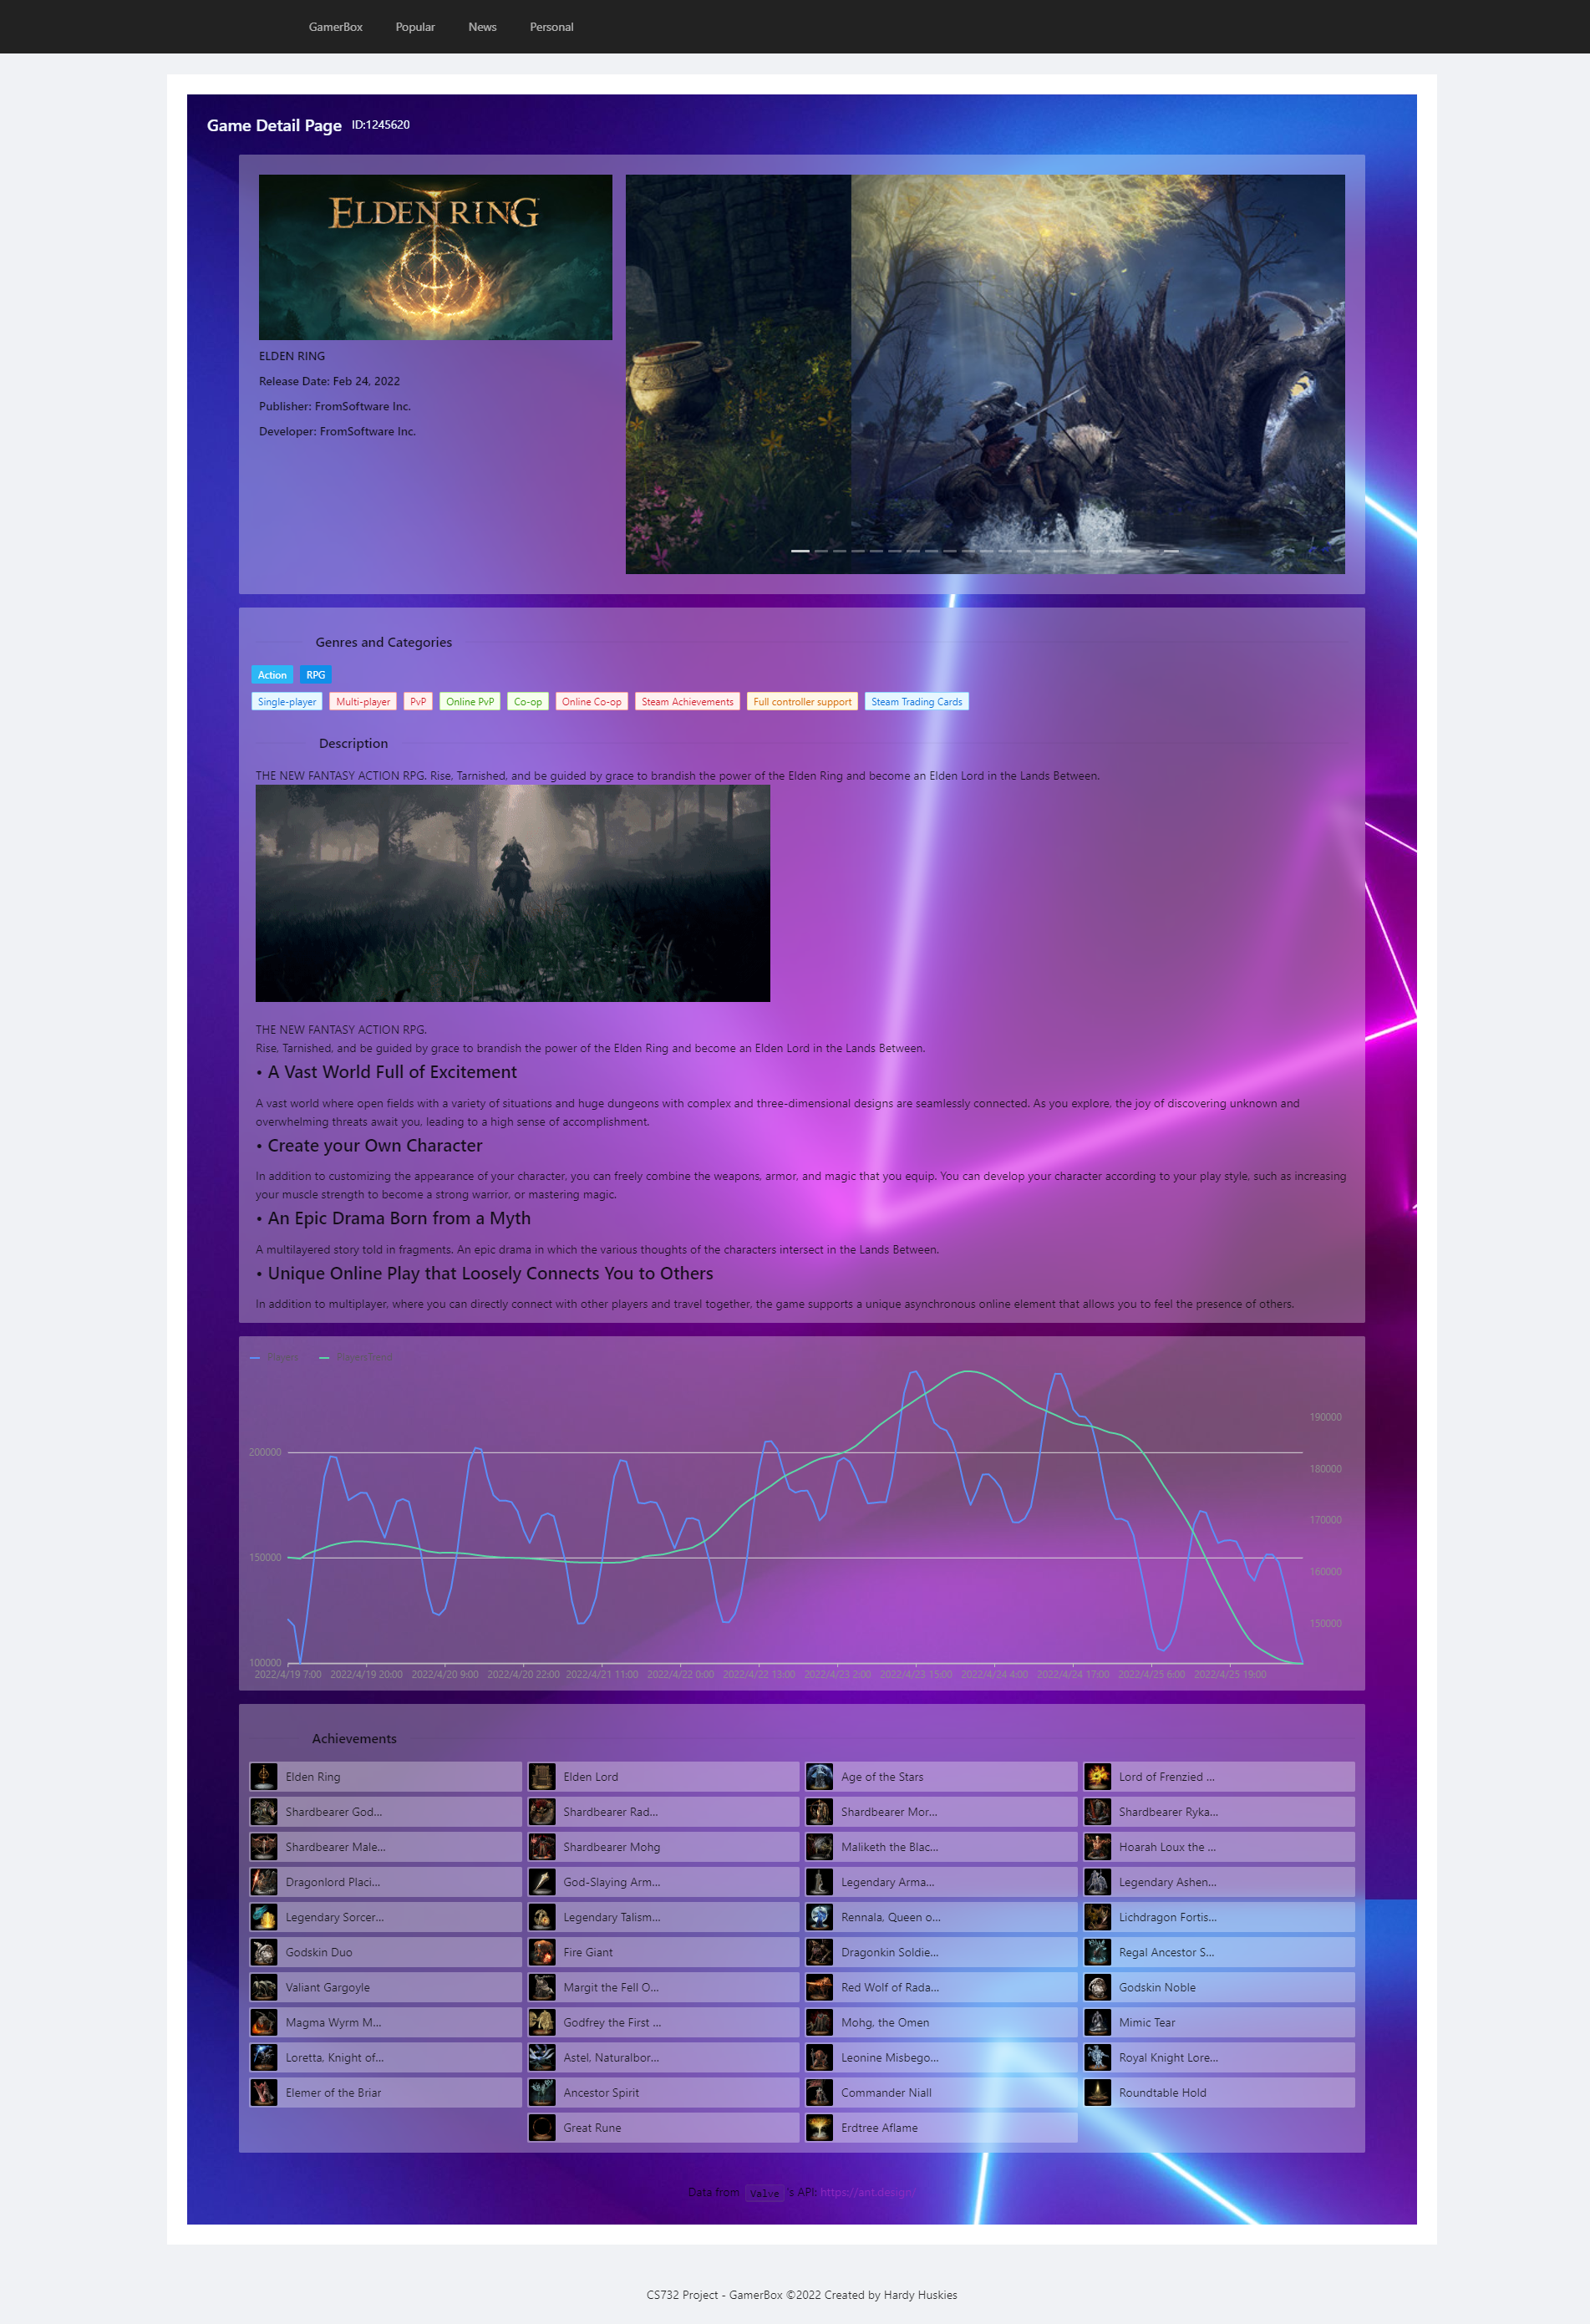 GamerBox Popular News Personal
Game Detail Page ID:1245620
ELDEN RING
ELDEN RING
Release Date: Feb 24, 2022
Publisher: FromSoftware Inc.
Developer: FromSoftware Inc.
Genres and Categories
Action RPG
Single-player Multi-player PvP Online PvP Co-op Online Co-op Steam Achievements Full controller support Steam Trading Cards
Description
THE NEW FANTASY ACTION RPG. Rise, Tarnished, and be guided by grace to brandish the power of the Elden Ring and become an Elden Lord in the Lands Between.
THE NEW FANTASY ACTION RPG.
Rise, Tarnished, and be guided by grace to brandish the power of the Elden Ring and become an Elden Lord in the Lands Between.
• A Vast World Full of Excitement
A vast world where open fields with a variety of situations and huge dungeons with complex and three-dimensional designs are seamlessly connected. As you explore, the joy of discovering unknown and
overwhelming threats await you, leading to a high sense of accomplishment.
• Create your Own Character
In addition to customizing the appearance of your character, you can freely combine the weapons, armor, and magic that you equip. You can develop your character according to your play style, such as increasing
your muscle strength to become a strong warrior, or mastering magic.
• An Epic Drama Born from a Myth
A multilayered story told in fragments. An epic drama in which the various thoughts of the characters intersect in the Lands Between.
• Unique Online Play that Loosely Connects You to Others
In addition to multiplayer, where you can directly connect with other players and travel together, the game supports a unique asynchronous online element that allows you to feel the presence of others.
Players
190000
200000
180000
170000
150000
160000
150000
100000
2022/4/19 7:00 2022/4/19 20:00 2022/4/20 9:00 2022/4/20 22:00 2022/4/21 11:00 2022/4/22 0:00 2022/4/22 13:00 2022/4/23 2:00 2022/4/23 15:00 2022/4/24 4:00 2022/4/24 17:00 2022/4/25 6:00 2022/4/25 19:00
Achievements
Elden Ring Elden Lord Age of the Stars Lord of Frenzied ...
Shardbearer God... Shardbearer Rad... Shardbearer Mor... Shardbearer Ryka...
Shardbearer Male... Shardbearer Mohg Maliketh the Blac... Hoarah Loux the ...
Dragonlord Placi... God-Slaying Arm... Legendary Arma... Legendary Ashen...
Legendary Sorcer... Legendary Talism... Rennala, Queen o... Lichdragon Fortis...
Godskin Duo Fire Giant Dragonkin Soldie... Regal Ancestor S...
Valiant Gargoyle Margit the Fell O... Red Wolf of Rada... Godskin Noble
Magma Wyrm M... Godfrey the First ... Mohg, the Omen Mimic Tear
Loretta, Knight of... Astel, Naturalbor... Leonine Misbego... Royal Knight Lore...
Elemer of the Briar Ancestor Spirit Commander Niall Roundtable Hold
Great Rune Erdtree Aflame
Data from Valve 's API: https://ant.design/
CS732 Project - GamerBox ©2022 Created by Hardy Huskies